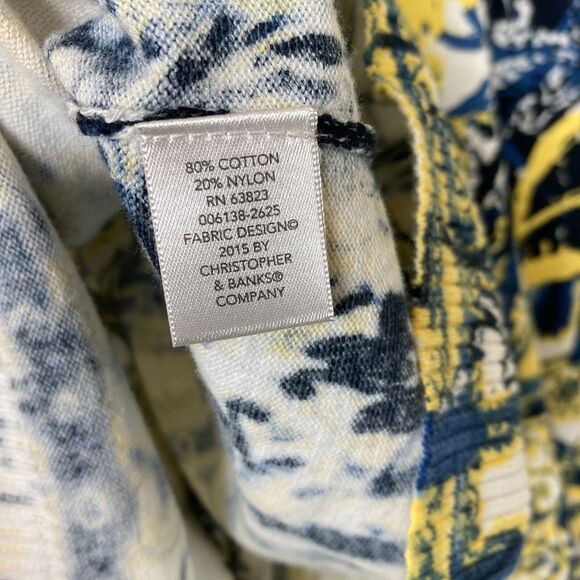 80% COTTON
20% NYLON
RN 63823
006138-2625
FABRIC DESIGN©
2015 BY
CHRISTOPHER
& BANKS®
COMPANY